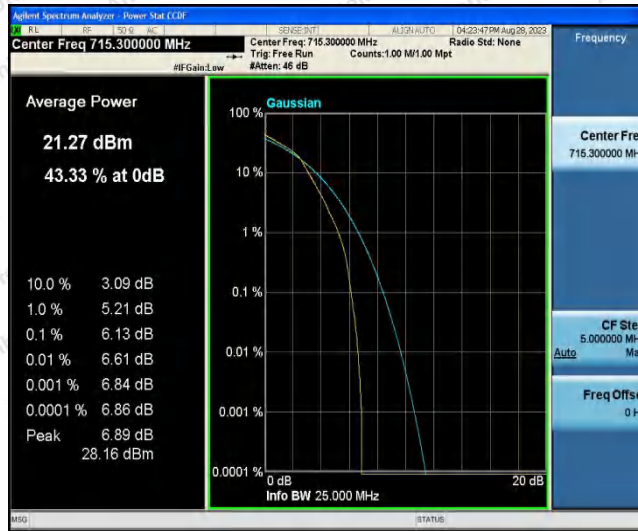 Agilent Spectrum Analyzer - Power Stat CCDF
RL RF 50 Ω AC SENSE:INT ALIGN AUTO 04:23:47 PM Aug 28, 2023
Center Freq 715.300000 MHz
Center Freq: 715.300000 MHz Radio Std: None
Trig: Free Run Counts:1.00 M/1.00 Mpt
#IFGain:Low #Atten: 46 dB
Frequency
Average Power
21.27 dBm
43.33 % at 0dB
10.0 % 3.09 dB
1.0 % 5.21 dB
0.1 % 6.13 dB
0.01 % 6.61 dB
0.001 % 6.84 dB
0.0001 % 6.86 dB
Peak 6.89 dB
28.16 dBm
Gaussian
100 %
10 %
1 %
0.1 %
0.01 %
0.001 %
0.0001 %
0 dB 20 dB
Info BW 25.000 MHz
Center Fre
715.300000 MH
CF Ste
5.000000 MH
Auto Ma
Freq Offse
0 H
MSG STATUS